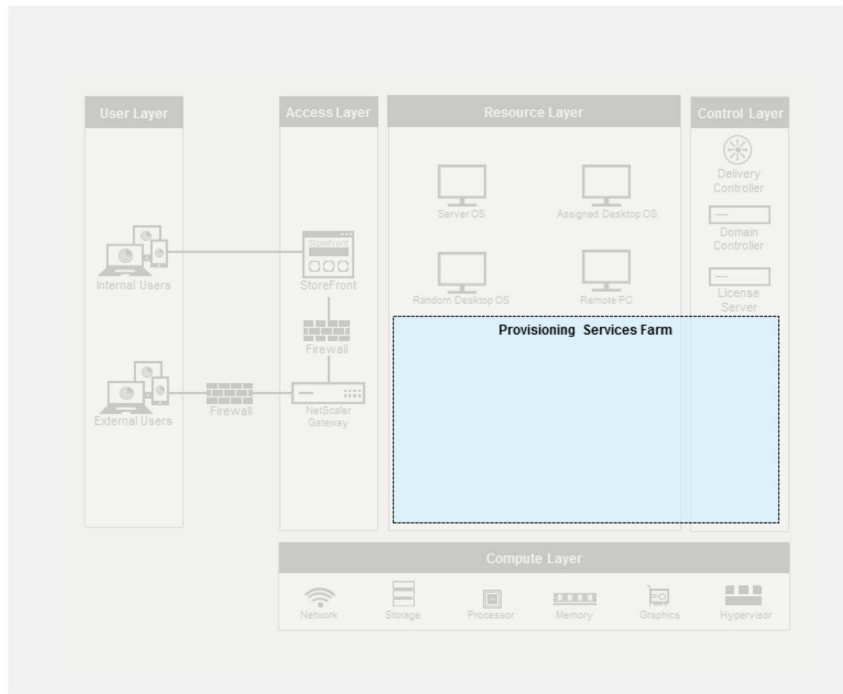 User Layer
Access Layer
Resource Layer
Control Layer
Delivery
Controller
Server OS
Assigned Desktop OS
Domain
Controller
StoreFront
Internal Users
StoreFront
Random Desktop OS
Remote PC
License
Server
Provisioning Services Farm
Firewall
External Users
Firewall
NetScaler
Gateway
Compute Layer
Network
Storage
Processor
Memory
Graphics
Hypervisor